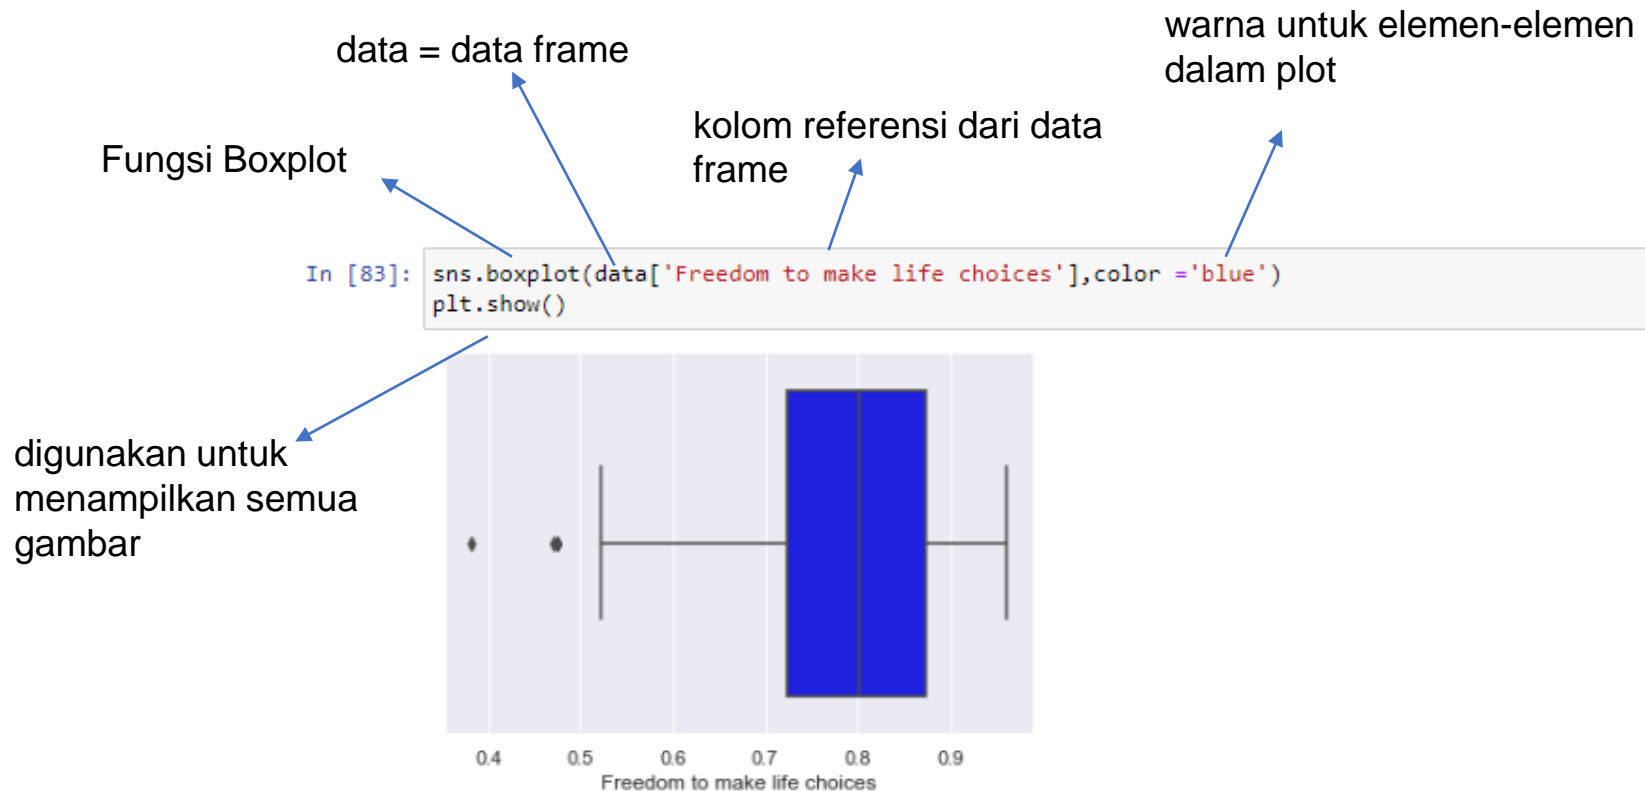 warna untuk elemen-elemen
dalam plot
data = data frame
kolom referensi dari data
frame
Fungsi Boxplot
In [83]: sns.boxplot(data['Freedom to make life choices'],color ='blue')
plt.show()
digunakan untuk
menampilkan semua
gambar
0.4 0.5 0.6 0.7 0.8 0.9
Freedom to make life choices